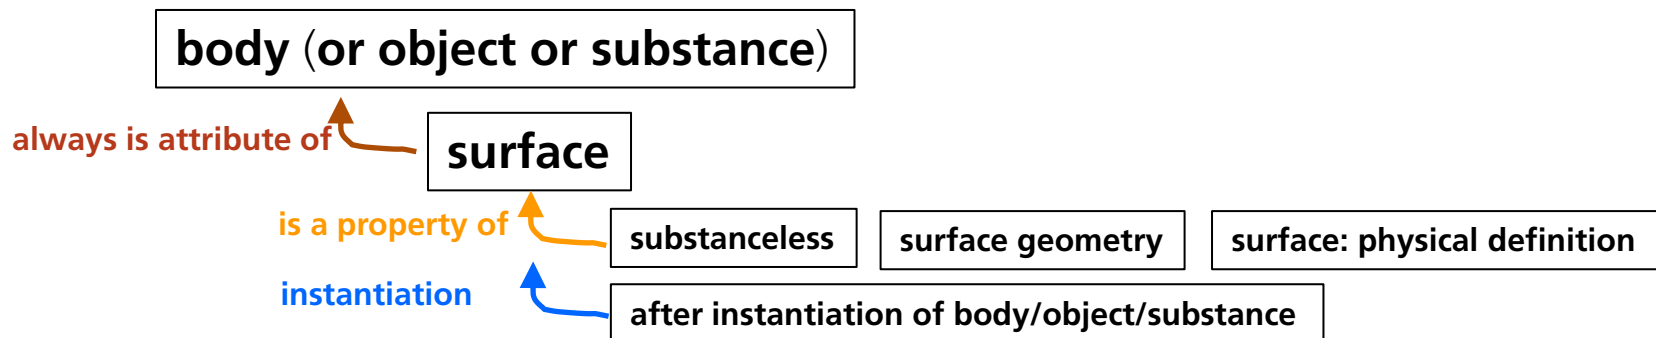 body (or object or substance)
always is attribute of
surface
is a property of
substanceless
surface geometry
surface: physical definition
instantiation
after instantiation of body/object/substance